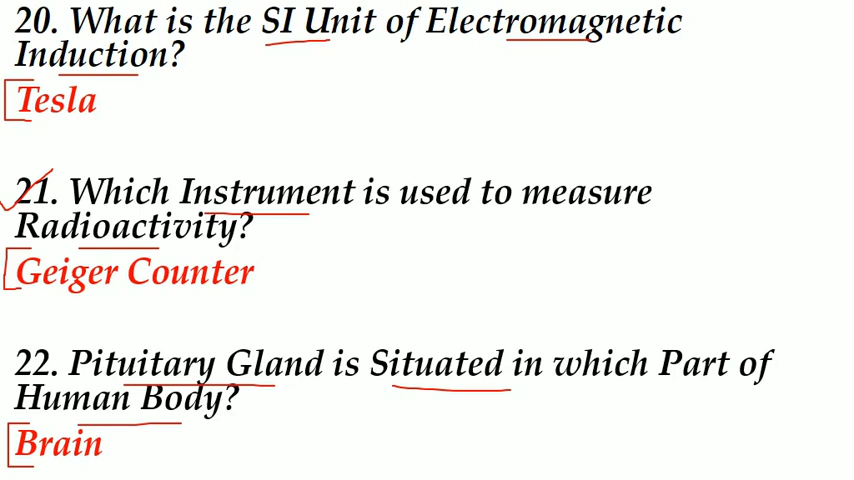 20. What is the SI Unit of Electromagnetic
Induction?
Tesla
21. Which Instrument is used to measure
Radioactivity?
Geiger Counter
22. Pituitary Gland is Situated in which Part of
Human Body?
Brain